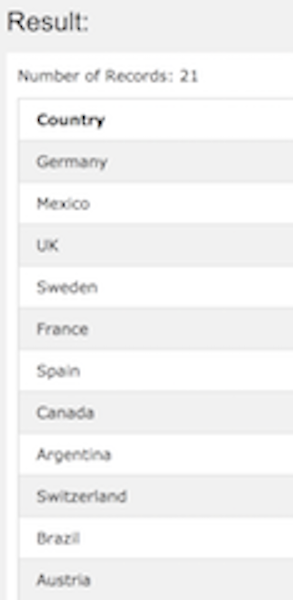 Result:
Number of Records: 21
Country
Germany
Mexico
UK
Sweden
France
Spain
Canada
Argentina
Switzerland
Brazil
Austria